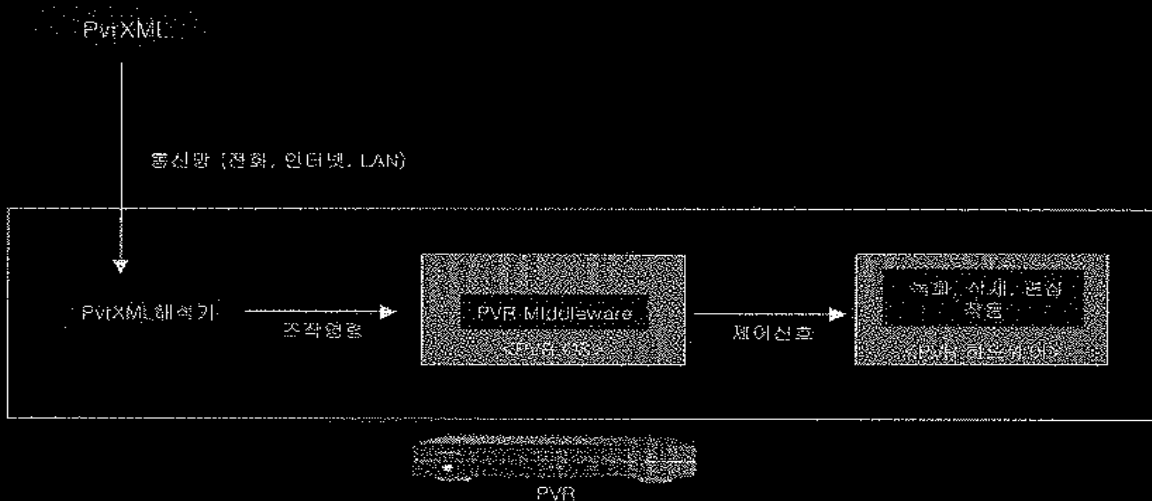 PvrXML
통신망 (전화, 인터넷, LAN)
PvrXML해석기
조작명령
PVR Middleware
<PVR OS>
제어신호
녹화, 삭제, 편집
작동
<PVR 하드웨어>
PVR